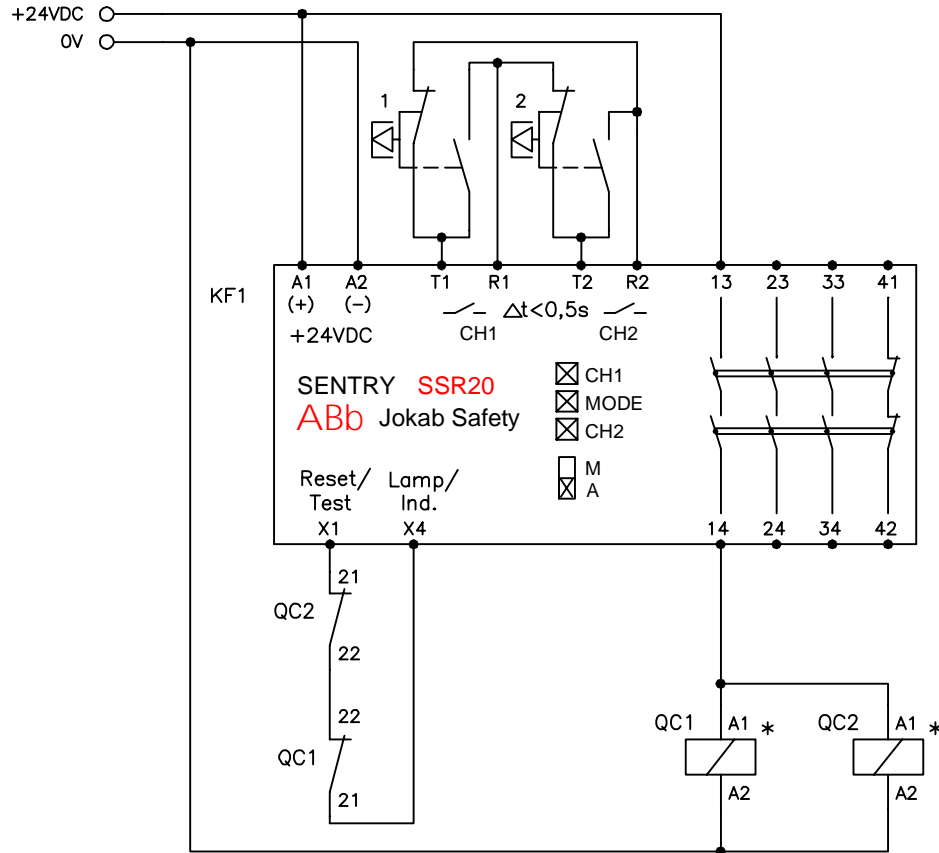 +24VDC
0V
1 2
KF1
A1 A2 T1 R1 T2 R2 13 23 33 41
(+) (-)
+24VDC
△t<0,5s
CH1 CH2
SENTRY SSR20
ABb Jokab Safety
CH1
MODE
CH2
M
A
Reset/ Lamp/
Test Ind.
X1 X4 14 24 34 42
21
QC2
22
22
QC1
21
QC1 A1 * QC2 A1 *
A2 A2